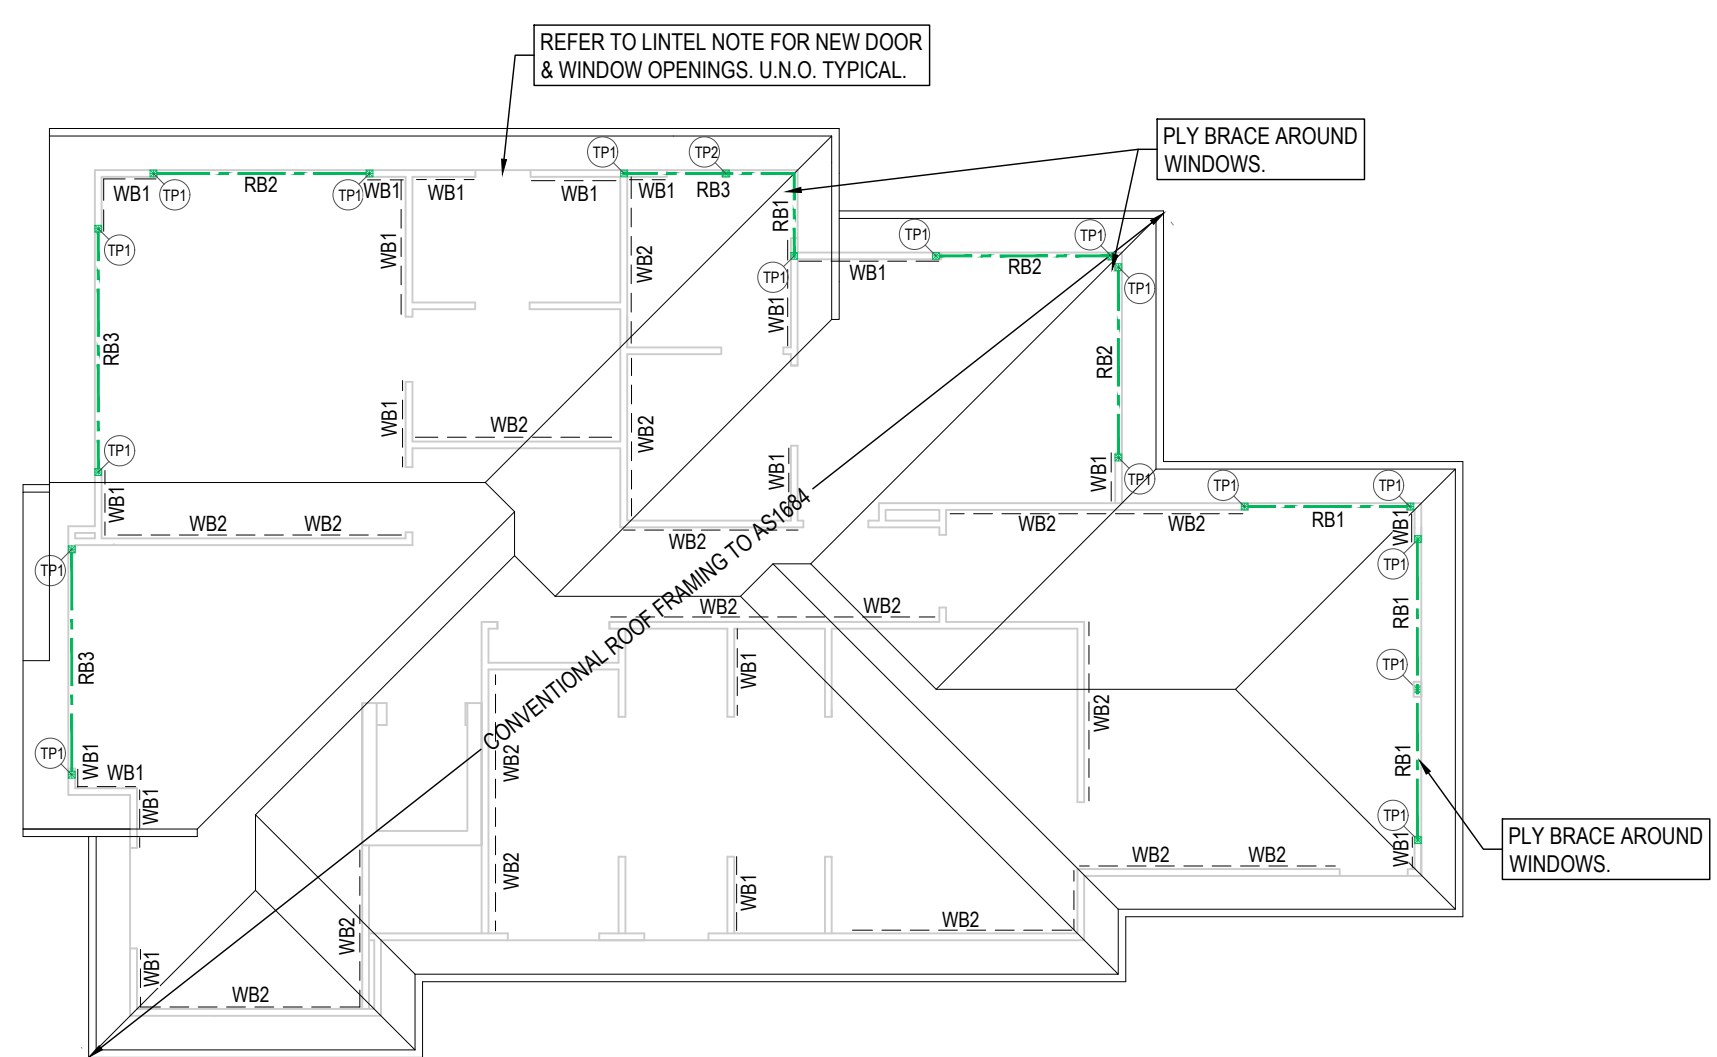 REFER TO LINTEL NOTE FOR NEW DOOR
& WINDOW OPENINGS. U.N.O. TYPICAL.
PLY BRACE AROUND
WINDOWS.
TP1
TP2
WB1
TP1
RB2
TP1
WB1
WB1
WB1
WB1
RB3
RB1
TP1
WB1
WB2
TP1
WB1
WB1
TP1
RB2
TP1
TP1
RB3
RB2
TP1
WB1
WB2
WB2
WB1
WB1
TP1
WB1
TP1
RB1
TP1
WB1
WB2
WB2
WB2
WB2
WB2
WB1
TP1
TP1
CONVENTIONAL ROOF FRAMING TO AS1684
WB2
WB2
RB1
RB3
WB1
TP1
WB2
TP1
WB1
WB1
WB2
RB1
WB1
TP1
PLY BRACE AROUND
WINDOWS.
WB2
WB1
WB2
WB2
WB1
WB2
WB2
WB1
WB2